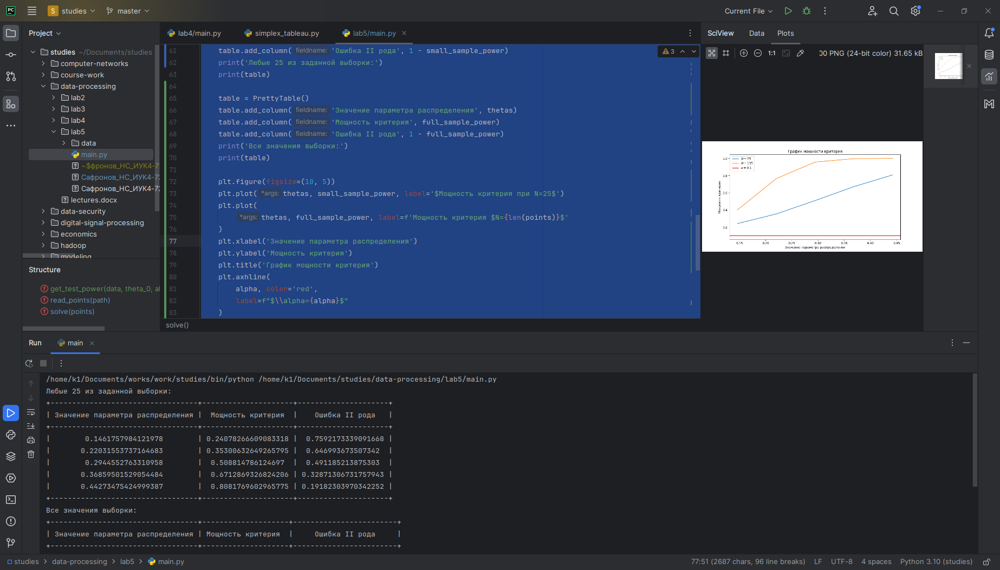 PC
S studies
master
Current File
Project
lab4/main.py
simplex_tableau.py
lab5/main.py
SciView
Data
Plots
studies ~/Documents/studies
computer-networks
course-work
data-processing
lab2
lab3
lab4
lab5
data
main.py
~$фронов_НС_ИУК4-7
Сафронов_НС_ИУК4-72
Сафронов_НС_ИУК4-72
lectures.docx
data-security
digital-signal-processing
economics
hadoop
modeling
Structure
get_test_power(data, theta_0, al
read_points(path)
solve(points)
3
61 table.add_column( fieldname: 'Ошибка II рода', 1 - small_sample_power)
62 print('Любые 25 из заданной выборки:')
63 print(table)
64
65 table = PrettyTable()
66 table.add_column( fieldname: 'Значение параметра распределения', thetas)
67 table.add_column( fieldname: 'Мощность критерия', full_sample_power)
68 table.add_column( fieldname: 'Ошибка II рода', 1 - full_sample_power)
69 print('Все значения выборки:')
70 print(table)
71
72 plt.figure(figsize=(10, 5))
73 plt.plot( *args: thetas, small_sample_power, label='$Мощность критерия при N=25$')
74 plt.plot(
75 *args: thetas, full_sample_power, label=f'Мощность критерия $N={len(points)}$'
76 )
77 plt.xlabel('Значение параметра распределения')
78 plt.ylabel('Мощность критерия')
79 plt.title('График мощности критерия')
80 plt.axhline(
81 alpha, color='red',
82 label=f"$\\alpha={alpha}$"
83 )
solve()
1:1
00 PNG (24-bit color) 31.65 kB
График мощности критерия
N = 25
N = 135
α = 0.1
Мощность критерия
1.0
0.8
0.6
0.4
0.2
0.15 0.20 0.25 0.30 0.35 0.40 0.45
Значение параметра распределения
Run
main
/home/k1/Documents/works/work/studies/bin/python /home/k1/Documents/studies/data-processing/lab5/main.py
Любые 25 из заданной выборки:
+----------------------------------+---------------------+---------------------+
| Значение параметра распределения | Мощность критерия | Ошибка II рода |
+----------------------------------+---------------------+---------------------+
| 0.1461757984121978 | 0.24078266609083318 | 0.7592173339091668 |
| 0.22031553737164683 | 0.35300632649265795 | 0.646993673507342 |
| 0.2944552763310958 | 0.508814786124697 | 0.491185213875303 |
| 0.36859501529054484 | 0.6712869326824206 | 0.32871306731757943 |
| 0.44273475424999387 | 0.8081769602965775 | 0.19182303970342252 |
+----------------------------------+---------------------+---------------------+
Все значения выборки:
+----------------------------------+--------------------+------------------------+
| Значение параметра распределения | Мощность критерия | Ошибка II рода |
+----------------------------------+--------------------+------------------------+
studies > data-processing > lab5 > main.py
77:51 (2687 chars, 96 line breaks)
LF
UTF-8
4 spaces
Python 3.10 (studies)